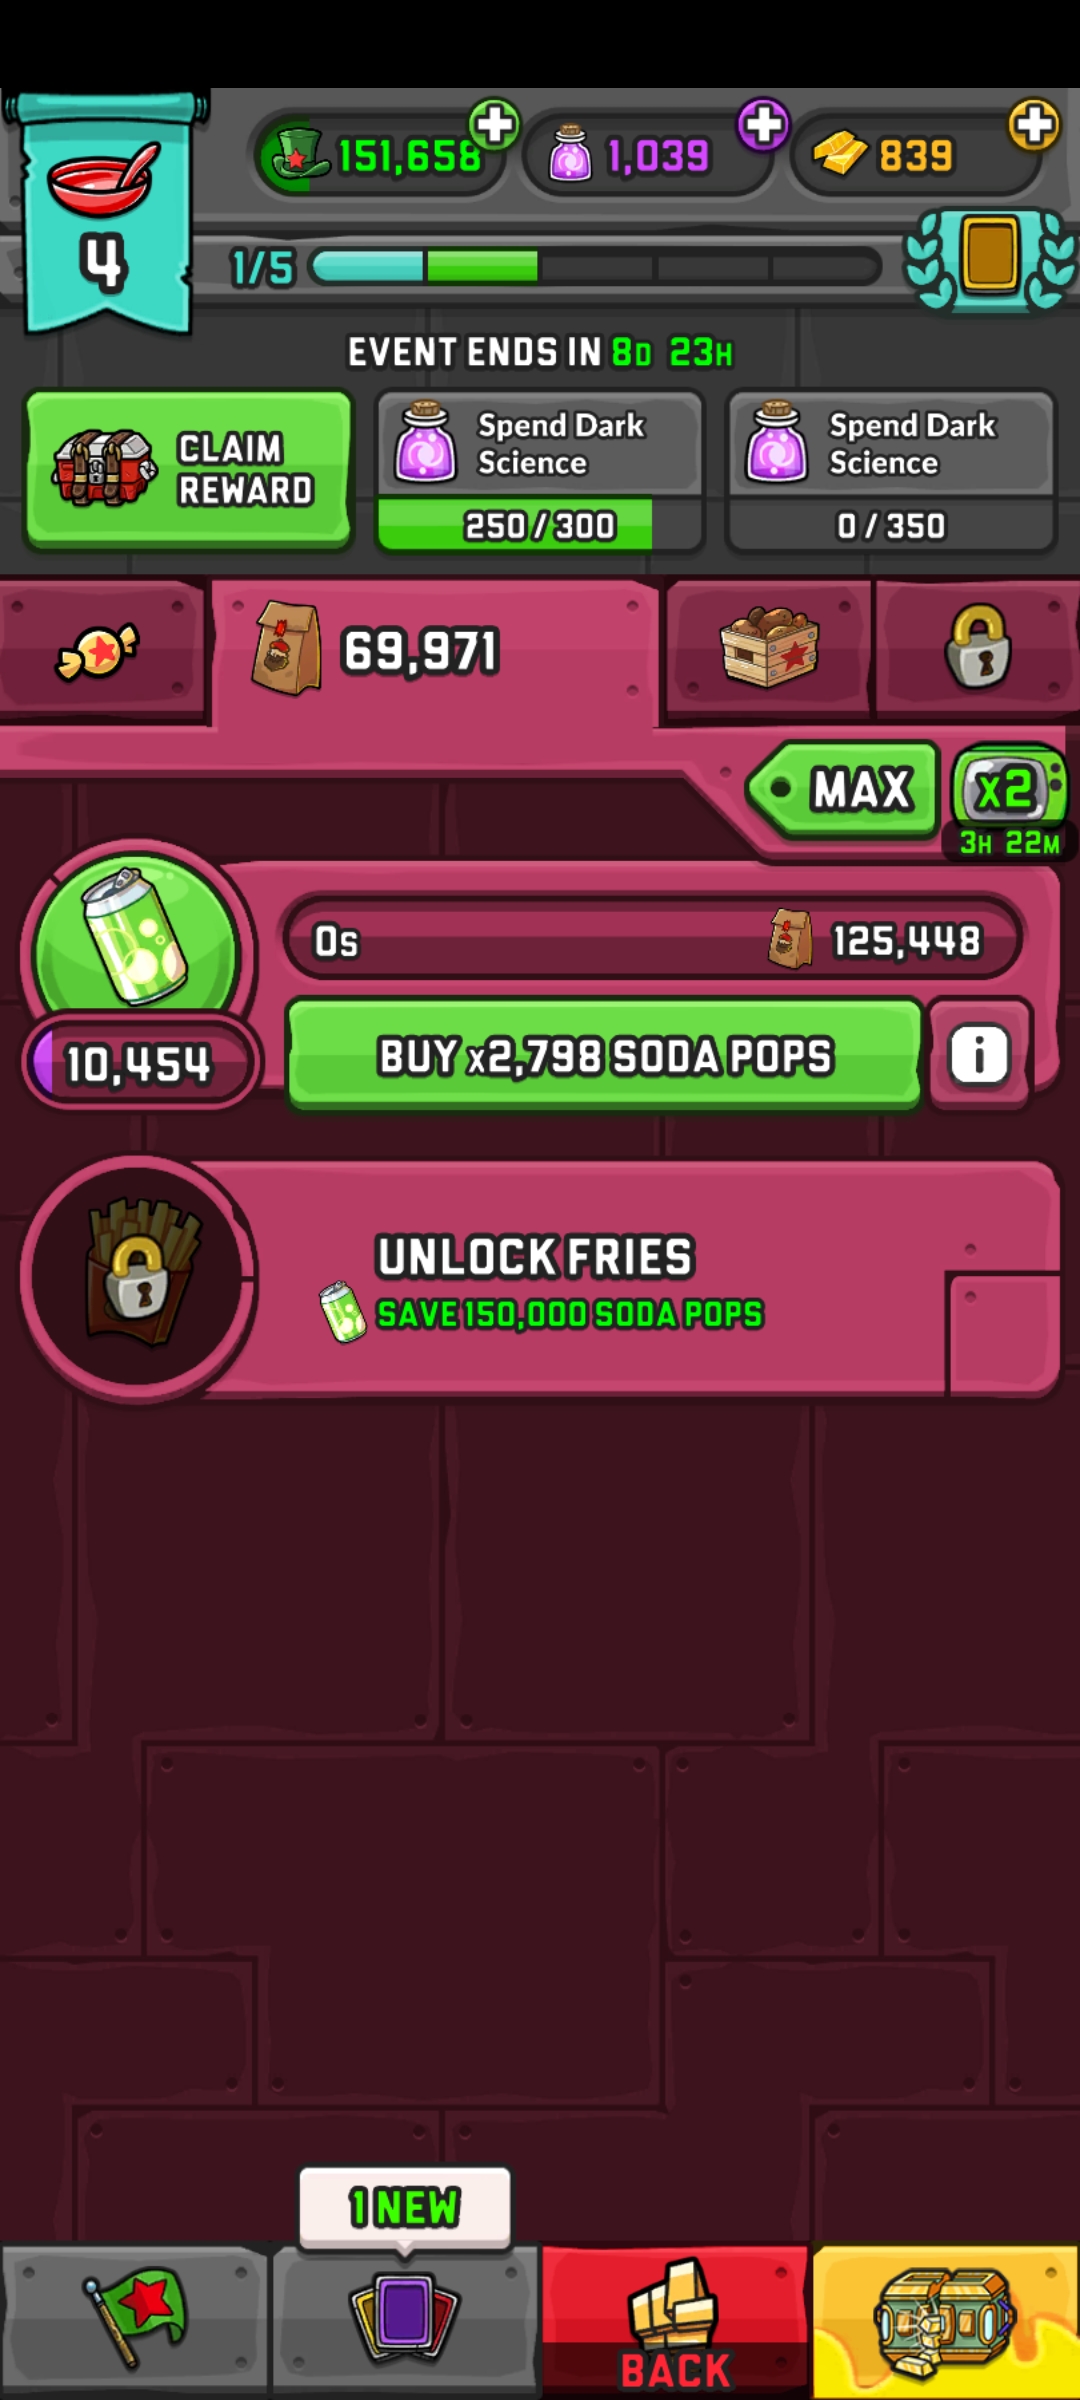 151,658
1,039
839
4
1/5
EVENT ENDS IN 8D 23H
CLAIM
REWARD
Spend Dark
Science
250 / 300
Spend Dark
Science
0 / 350
69,971
MAX
x2
3H 22M
0s
125,448
10,454
BUY x2,798 SODA POPS
i
UNLOCK FRIES
SAVE 150,000 SODA POPS
1 NEW
BACK